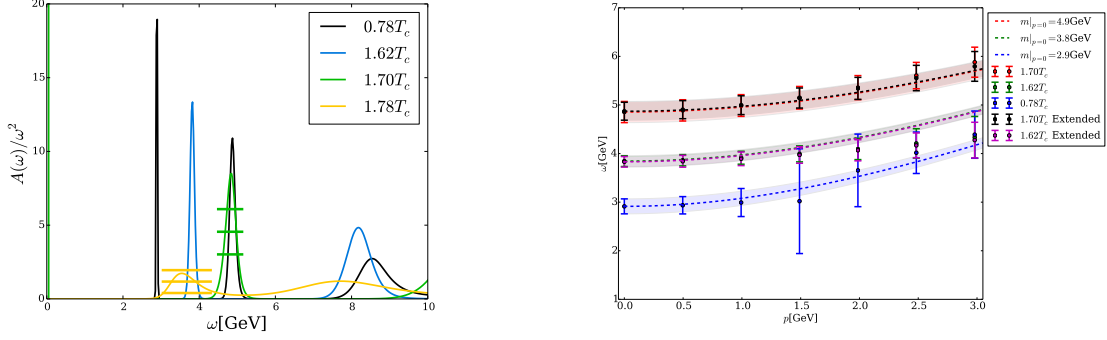 20
15
10
5
0
A(ω)/ω²
0 2 4 6 8 10
ω[GeV]
0.78T_c
1.62T_c
1.70T_c
1.78T_c
7
6
5
4
3
2
1
ω[GeV]
0.0 0.5 1.0 1.5 2.0 2.5 3.0
p[GeV]
m|_{p=0}=4.9GeV
m|_{p=0}=3.8GeV
m|_{p=0}=2.9GeV
1.70T_c
1.62T_c
0.78T_c
1.70T_c Extended
1.62T_c Extended